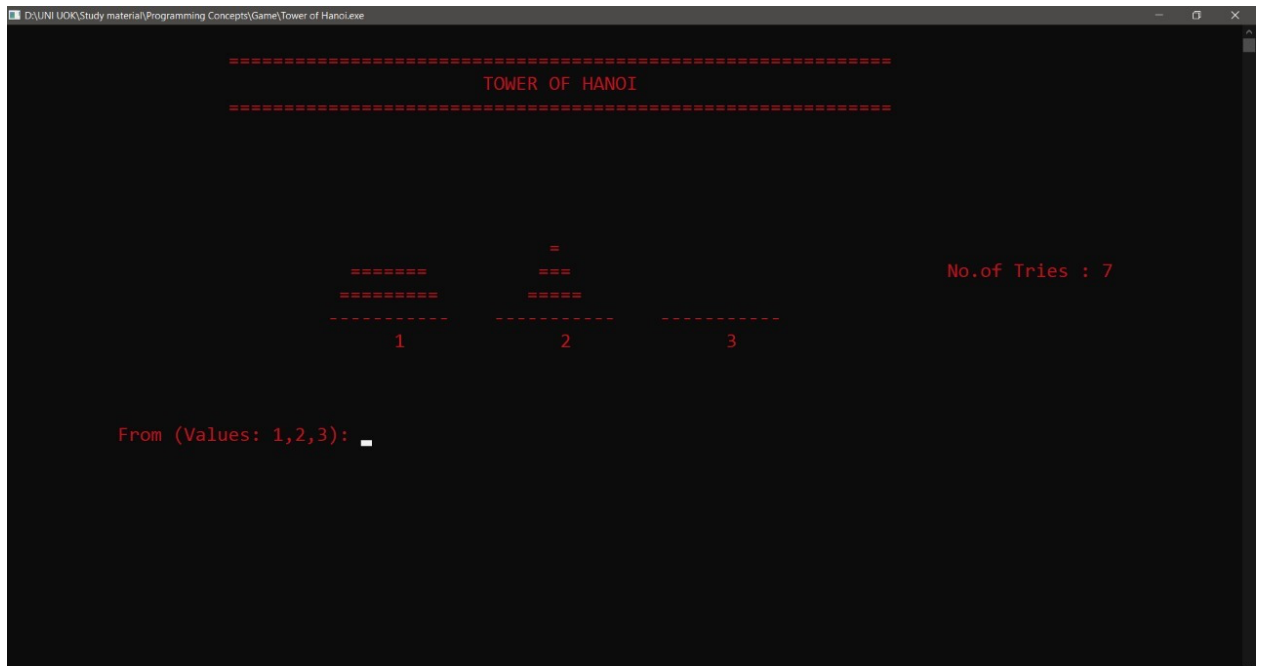 D:\UNI UOK\Study material\Programming Concepts\Game\Tower of Hanoi.exe
============================================================
TOWER OF HANOI
============================================================
=
======= === No.of Tries : 7
========= =====
----------- ----------- -----------
1 2 3
From (Values: 1,2,3):